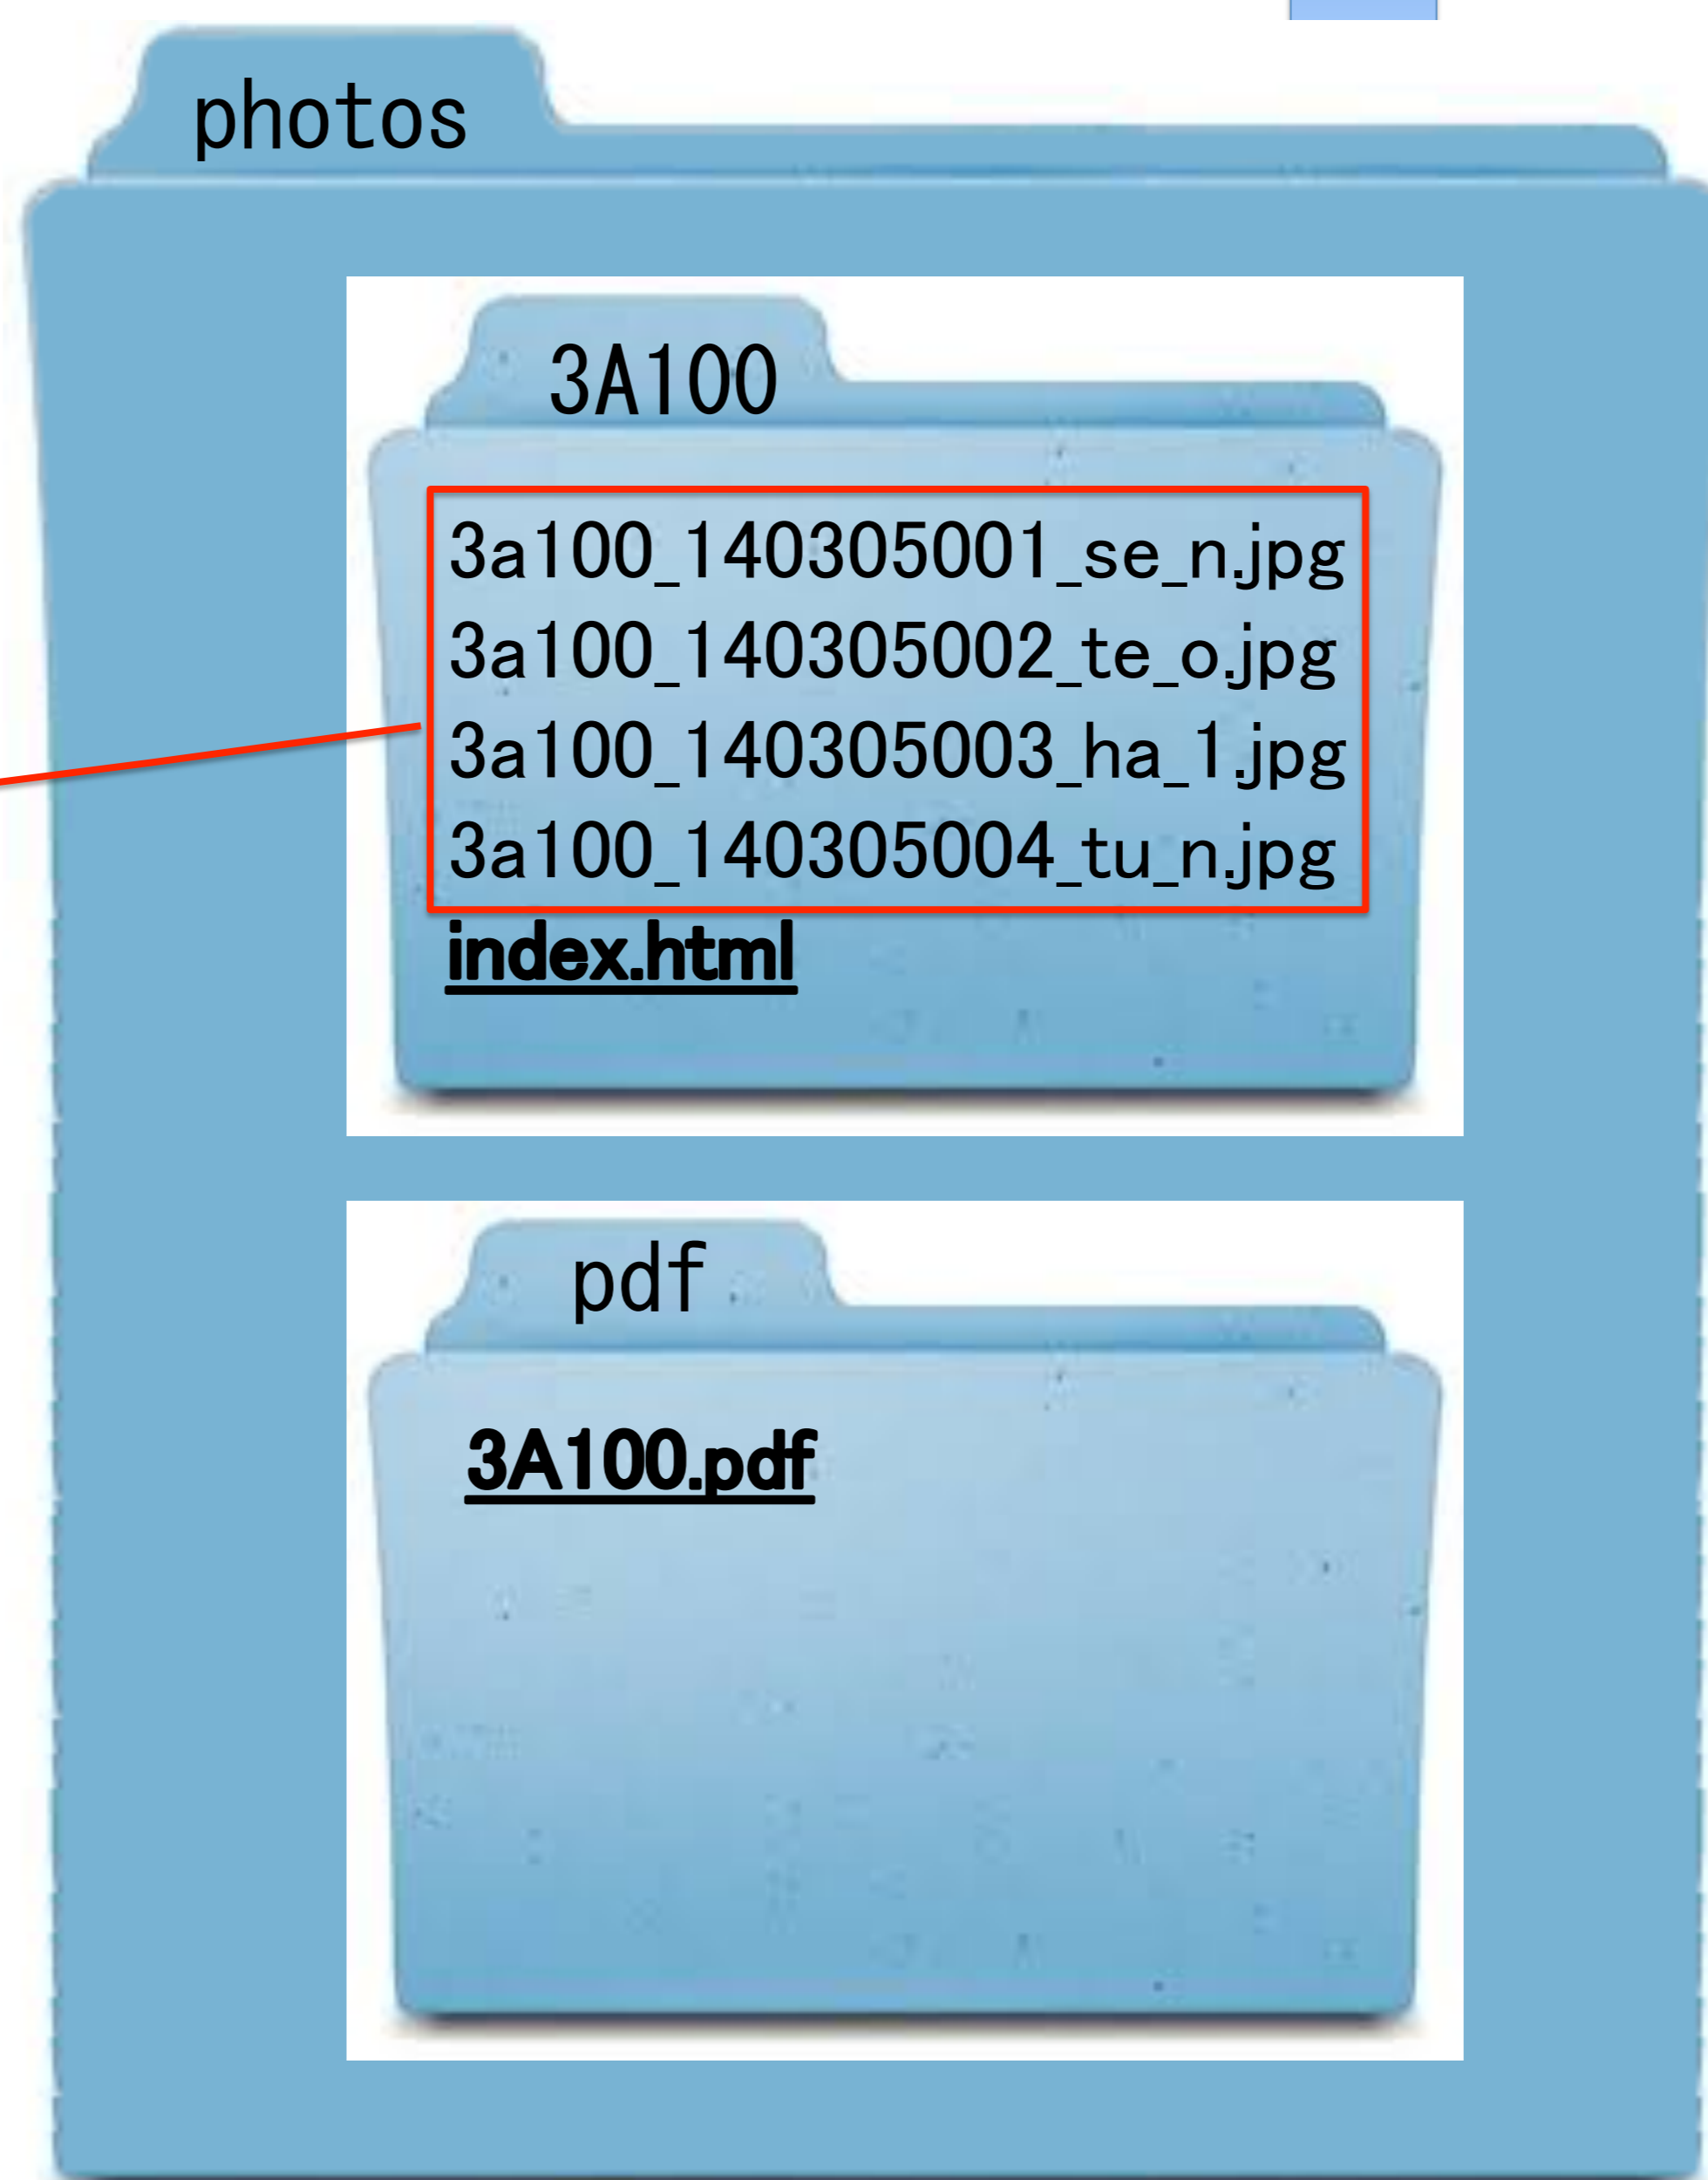 photos
3A100
3a100_140305001_se_n.jpg
3a100_140305002_te_o.jpg
3a100_140305003_ha_1.jpg
3a100_140305004_tu_n.jpg
index.html
pdf
3A100.pdf